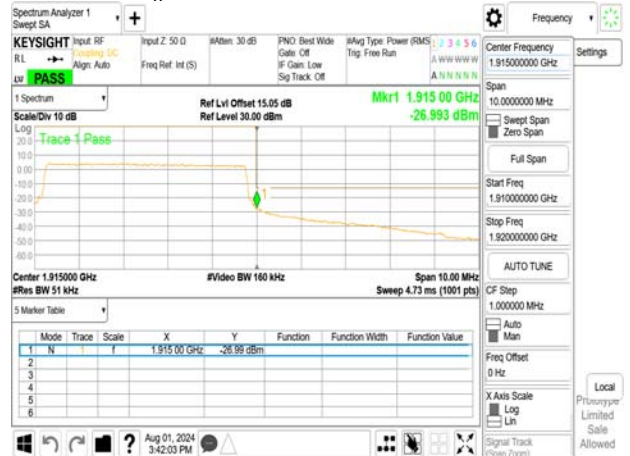 Spectrum Analyzer 1
Swept SA
+
Frequency
KEYSIGHT Input: RF Input Z: 50 Ω #Atten: 30 dB PNO: Best Wide #Avg Type: Power (RMS 1 2 3 4 5 6
RL Coupling: DC Gate: Off Trig: Free Run A W W W W W
Align: Auto Freq Ref: Int (S) IF Gain: Low
PASS Sig Track: Off A N N N N N
1 Spectrum
Ref Lvl Offset 15.05 dB Mkr1 1.915 00 GHz
Scale/Div 10 dB Ref Level 30.00 dBm -26.993 dBm
Log
Trace 1 Pass
20.0
10.0
0.00
-10.0
-20.0
-30.0
-40.0
-50.0
-60.0
1
Center 1.915000 GHz #Video BW 160 kHz Span 10.00 MHz
#Res BW 51 kHz Sweep 4.73 ms (1001 pts)
5 Marker Table
Mode Trace Scale X Y Function Function Width Function Value
1 N 1 f 1.915 00 GHz -26.99 dBm
2
3
4
5
6
Aug 01, 2024
3:42:03 PM
Center Frequency
1.915000000 GHz
Settings
Span
10.0000000 MHz
Swept Span
Zero Span
Full Span
Start Freq
1.910000000 GHz
Stop Freq
1.920000000 GHz
AUTO TUNE
CF Step
1.000000 MHz
Auto
Man
Freq Offset
0 Hz
X Axis Scale
Log
Lin
Signal Track
(Span Zoom)
Local
Prototype
Limited
Sale
Allowed